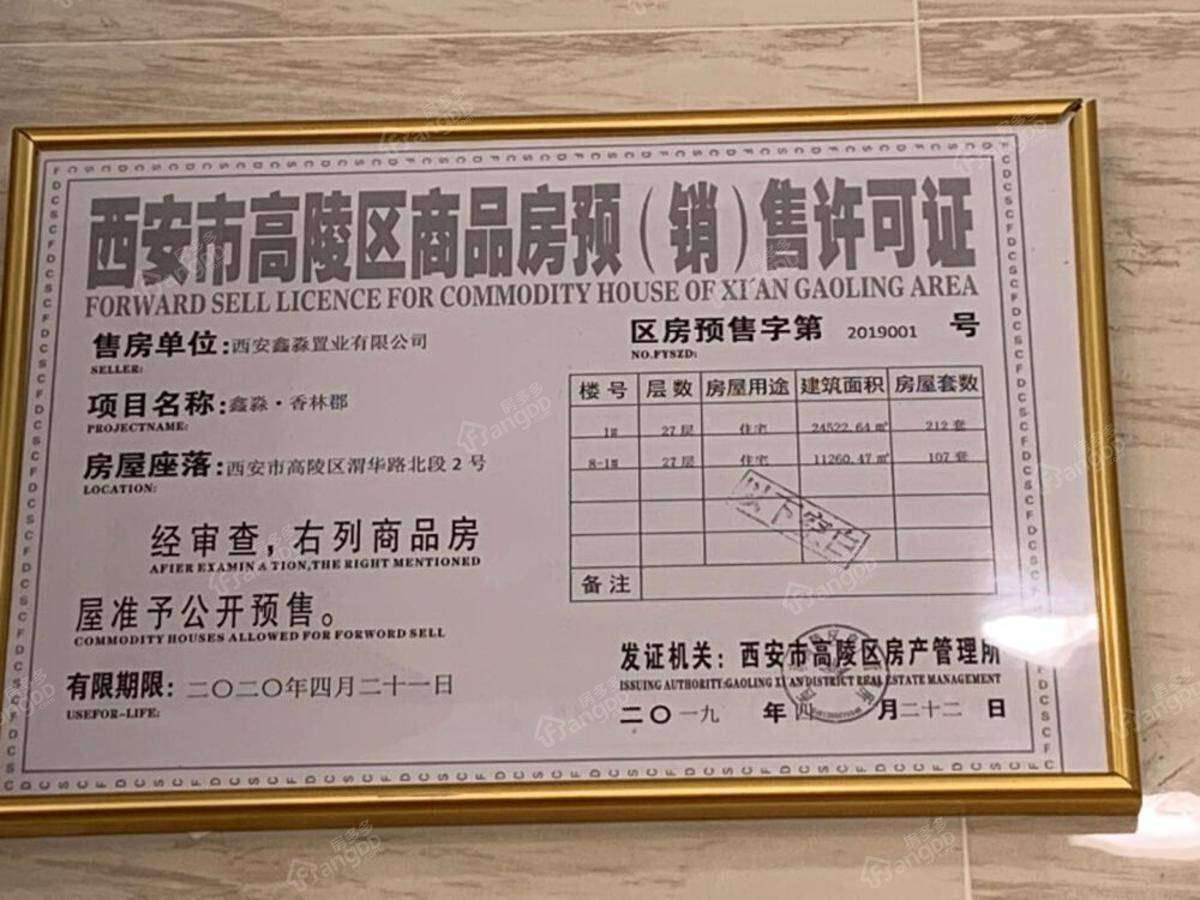 西安市高陵区商品房预（销）售许可证
FORWARD SELL LICENCE FOR COMMODITY HOUSE OF XI'AN GAOLING AREA
售房单位:西安鑫淼置业有限公司
SELLER:
项目名称:鑫淼·香林郡
PROJECTNAME:
房屋座落:西安市高陵区渭华路北段2号
LOCATION:
经审查，右列商品房
AFIER EXAMIN A TION,THE RIGHT MENTIONED
屋准予公开预售。
COMMODITY HOUSES ALLOWED FOR FORWORD SELL
有限期限:二〇二〇年四月二十一日
USEFOR-LIFE:
区房预售字第 2019001 号
NO.FYSZD:
楼号 层数 房屋用途 建筑面积 房屋套数
1# 27层 住宅 24522.64㎡ 212套
8-1# 27层 住宅 11260.47㎡ 107套
以下空白
备注
发证机关: 西安市高陵区房产管理所
ISSUING AUTHORITY:GAOLING XI'AN DISTRICT REAL ESTATE MANAGEMENT
二〇一九 年 四 月二十二 日
房多多
Fangdd